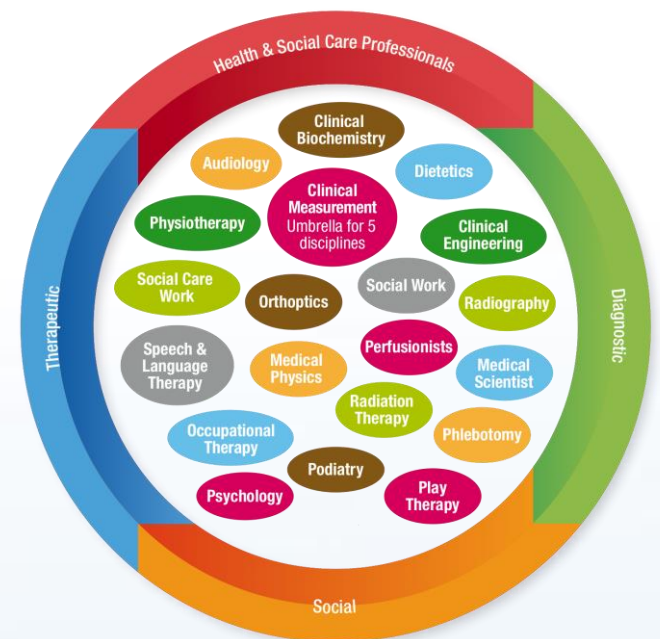 Health & Social Care Professionals
Clinical
Biochemistry
Audiology
Dietetics
Clinical
Measurement
Umbrella for 5
disciplines
Physiotherapy
Clinical
Engineering
Social Care
Work
Orthoptics
Social Work
Radiography
Therapeutic
Diagnostic
Speech &
Language
Therapy
Medical
Physics
Perfusionists
Medical
Scientist
Radiation
Therapy
Occupational
Therapy
Phlebotomy
Podiatry
Psychology
Play
Therapy
Social